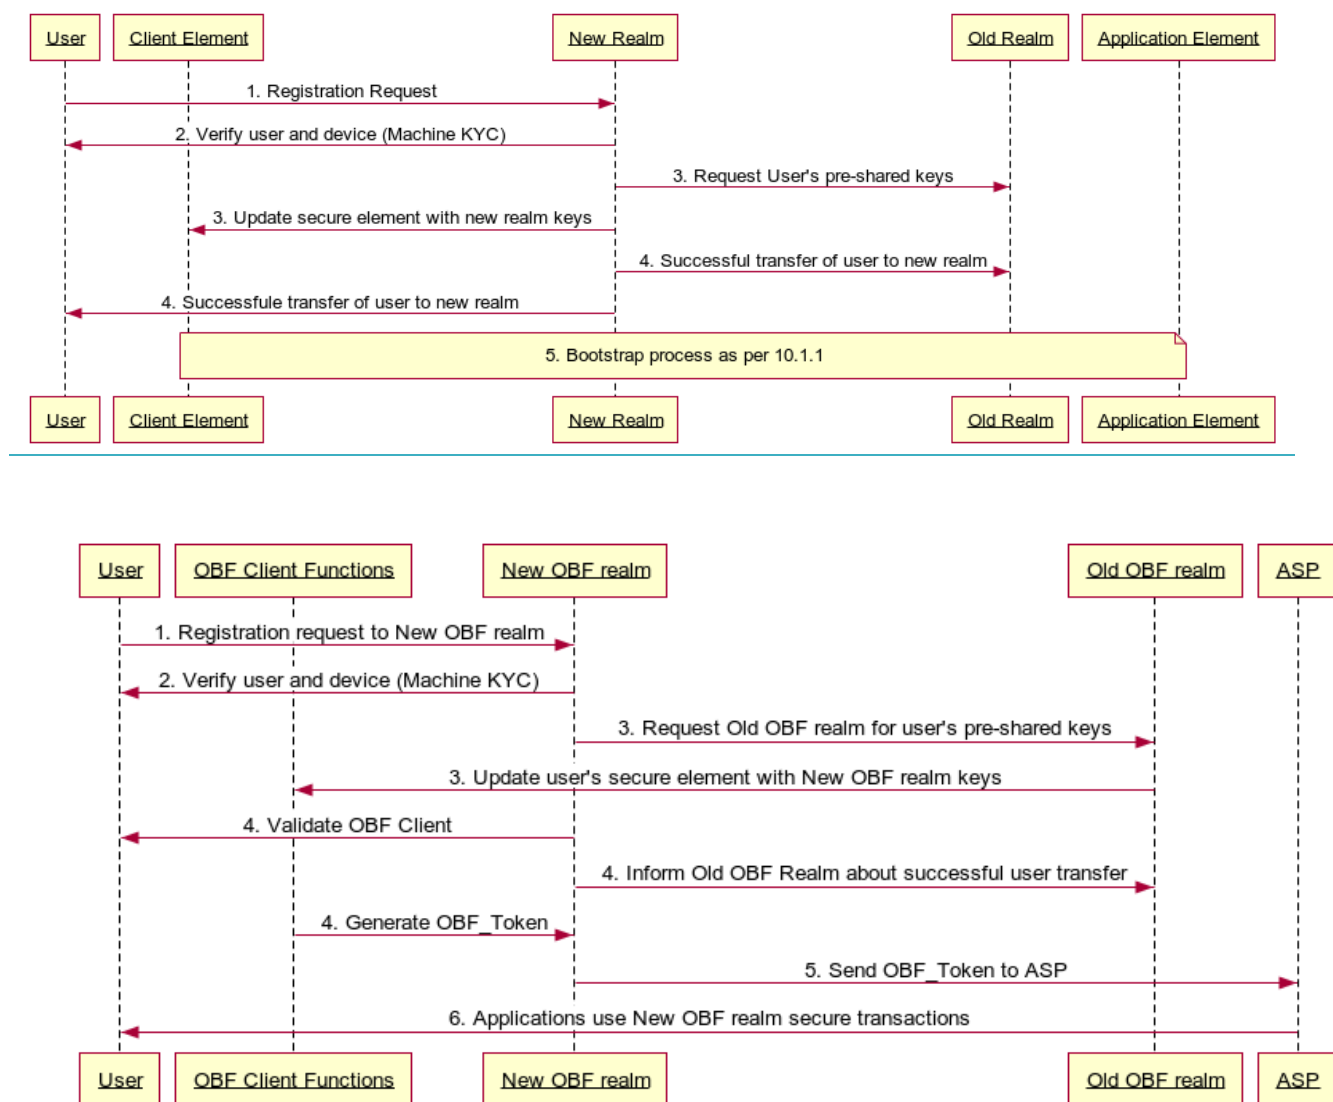 User Client Element New Realm Old Realm Application Element
1. Registration Request
2. Verify user and device (Machine KYC)
3. Request User's pre-shared keys
3. Update secure element with new realm keys
4. Successful transfer of user to new realm
4. Successfule transfer of user to new realm
5. Bootstrap process as per 10.1.1
User Client Element New Realm Old Realm Application Element
User OBF Client Functions New OBF realm Old OBF realm ASP
1. Registration request to New OBF realm
2. Verify user and device (Machine KYC)
3. Request Old OBF realm for user's pre-shared keys
3. Update user's secure element with New OBF realm keys
4. Validate OBF Client
4. Inform Old OBF Realm about successful user transfer
4. Generate OBF_Token
5. Send OBF_Token to ASP
6. Applications use New OBF realm secure transactions
User OBF Client Functions New OBF realm Old OBF realm ASP